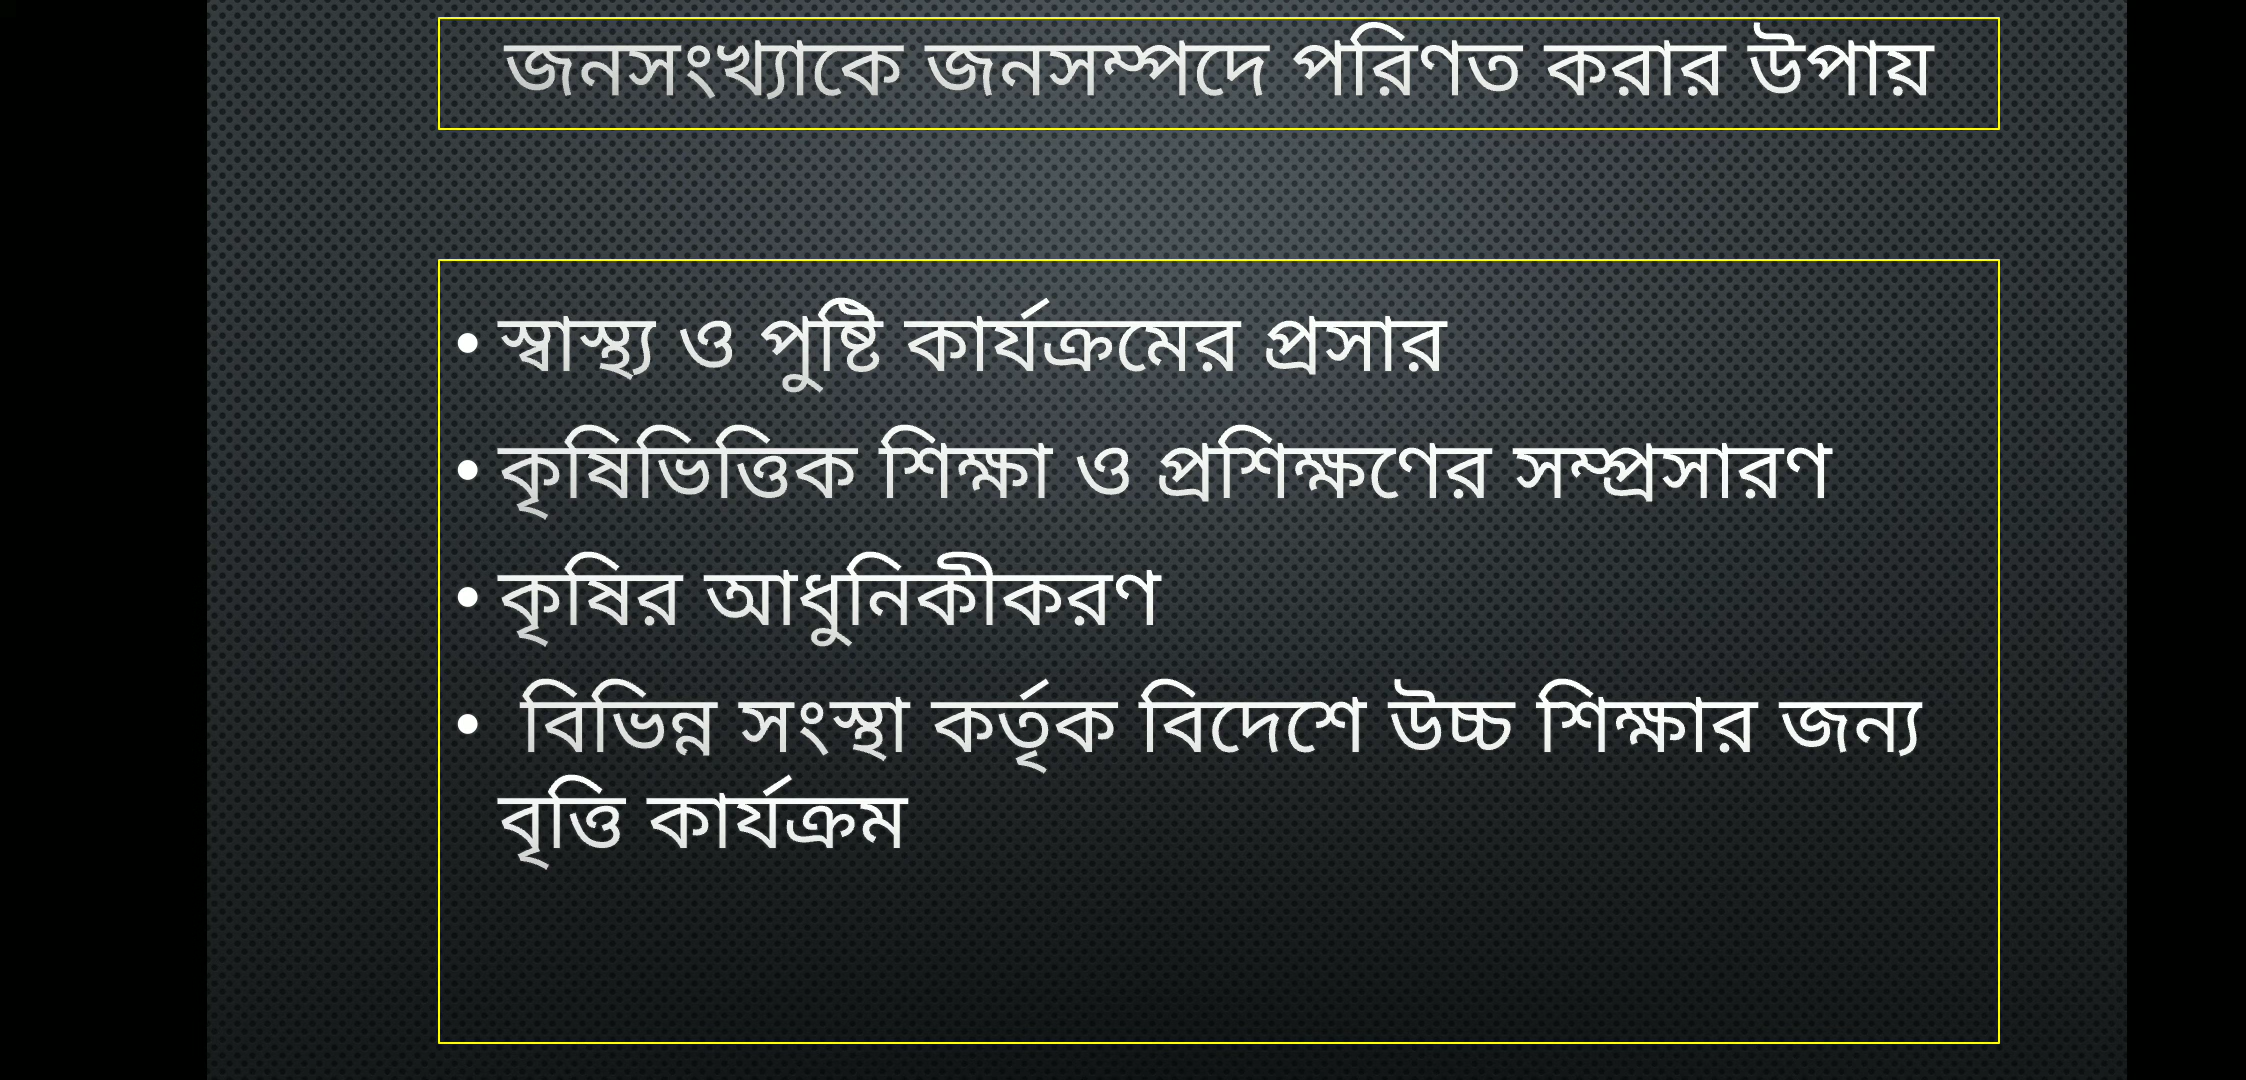 জনসংখ্যাকে জনসম্পদে পরিণত করার উপায়
• স্বাস্থ্য ও পুষ্টি কার্যক্রমের প্রসার
• কৃষিভিত্তিক শিক্ষা ও প্রশিক্ষণের সম্প্রসারণ
• কৃষির আধুনিকীকরণ
• বিভিন্ন সংস্থা কর্তৃক বিদেশে উচ্চ শিক্ষার জন্য
বৃত্তি কার্যক্রম